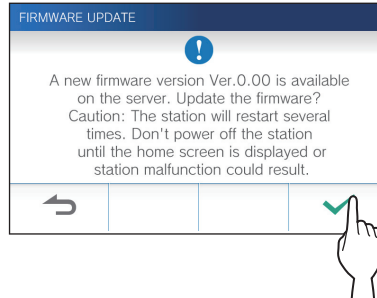 FIRMWARE UPDATE
A new firmware version Ver.0.00 is available
on the server. Update the firmware?
Caution: The station will restart several
times. Don't power off the station
until the home screen is displayed or
station malfunction could result.